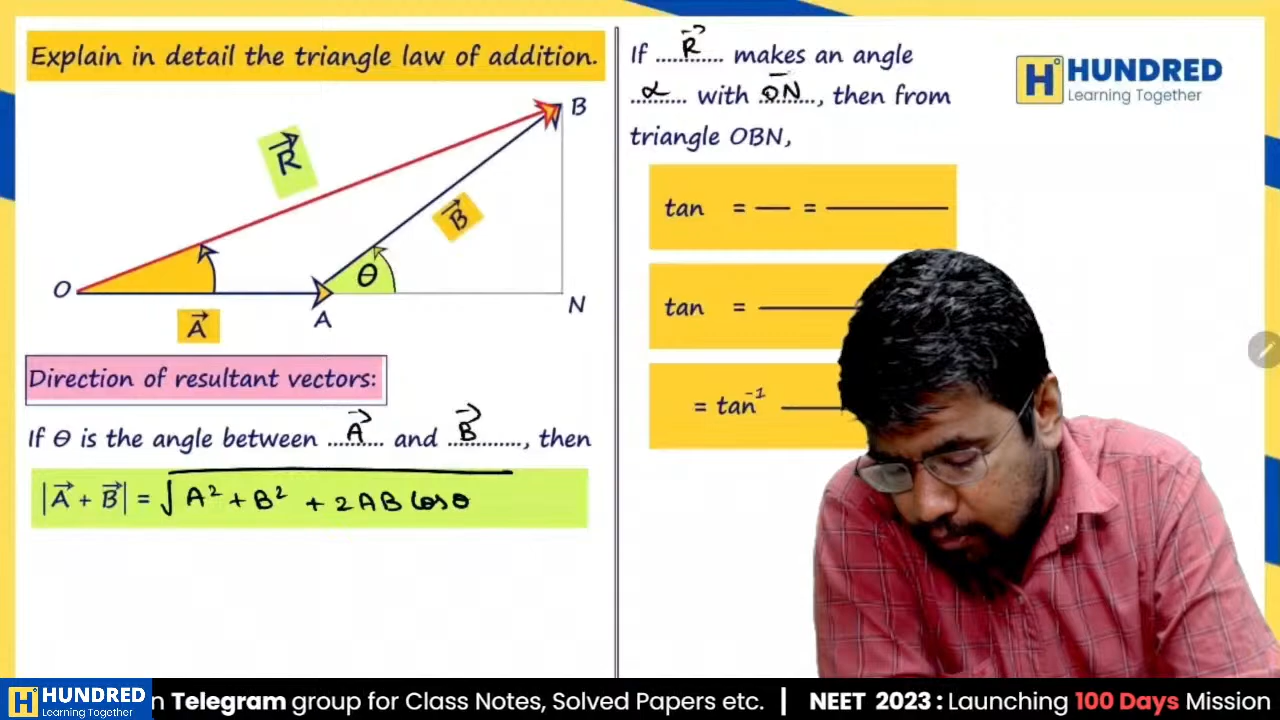 Explain in detail the triangle law of addition.
R⃗
B
B⃗
θ
O
A
N
A⃗
Direction of resultant vectors:
If θ is the angle between ...A⃗... and ...B⃗..., then
|A⃗ + B⃗| = √A² + B² + 2AB Cosθ
If ...R⃗... makes an angle
...α... with ...ON..., then from
triangle OBN,
tan = — = ———
tan = ———
= tan⁻¹ ———
H HUNDRED
Learning Together
H HUNDRED
Learning Together
n Telegram group for Class Notes, Solved Papers etc. | NEET 2023 : Launching 100 Days Mission